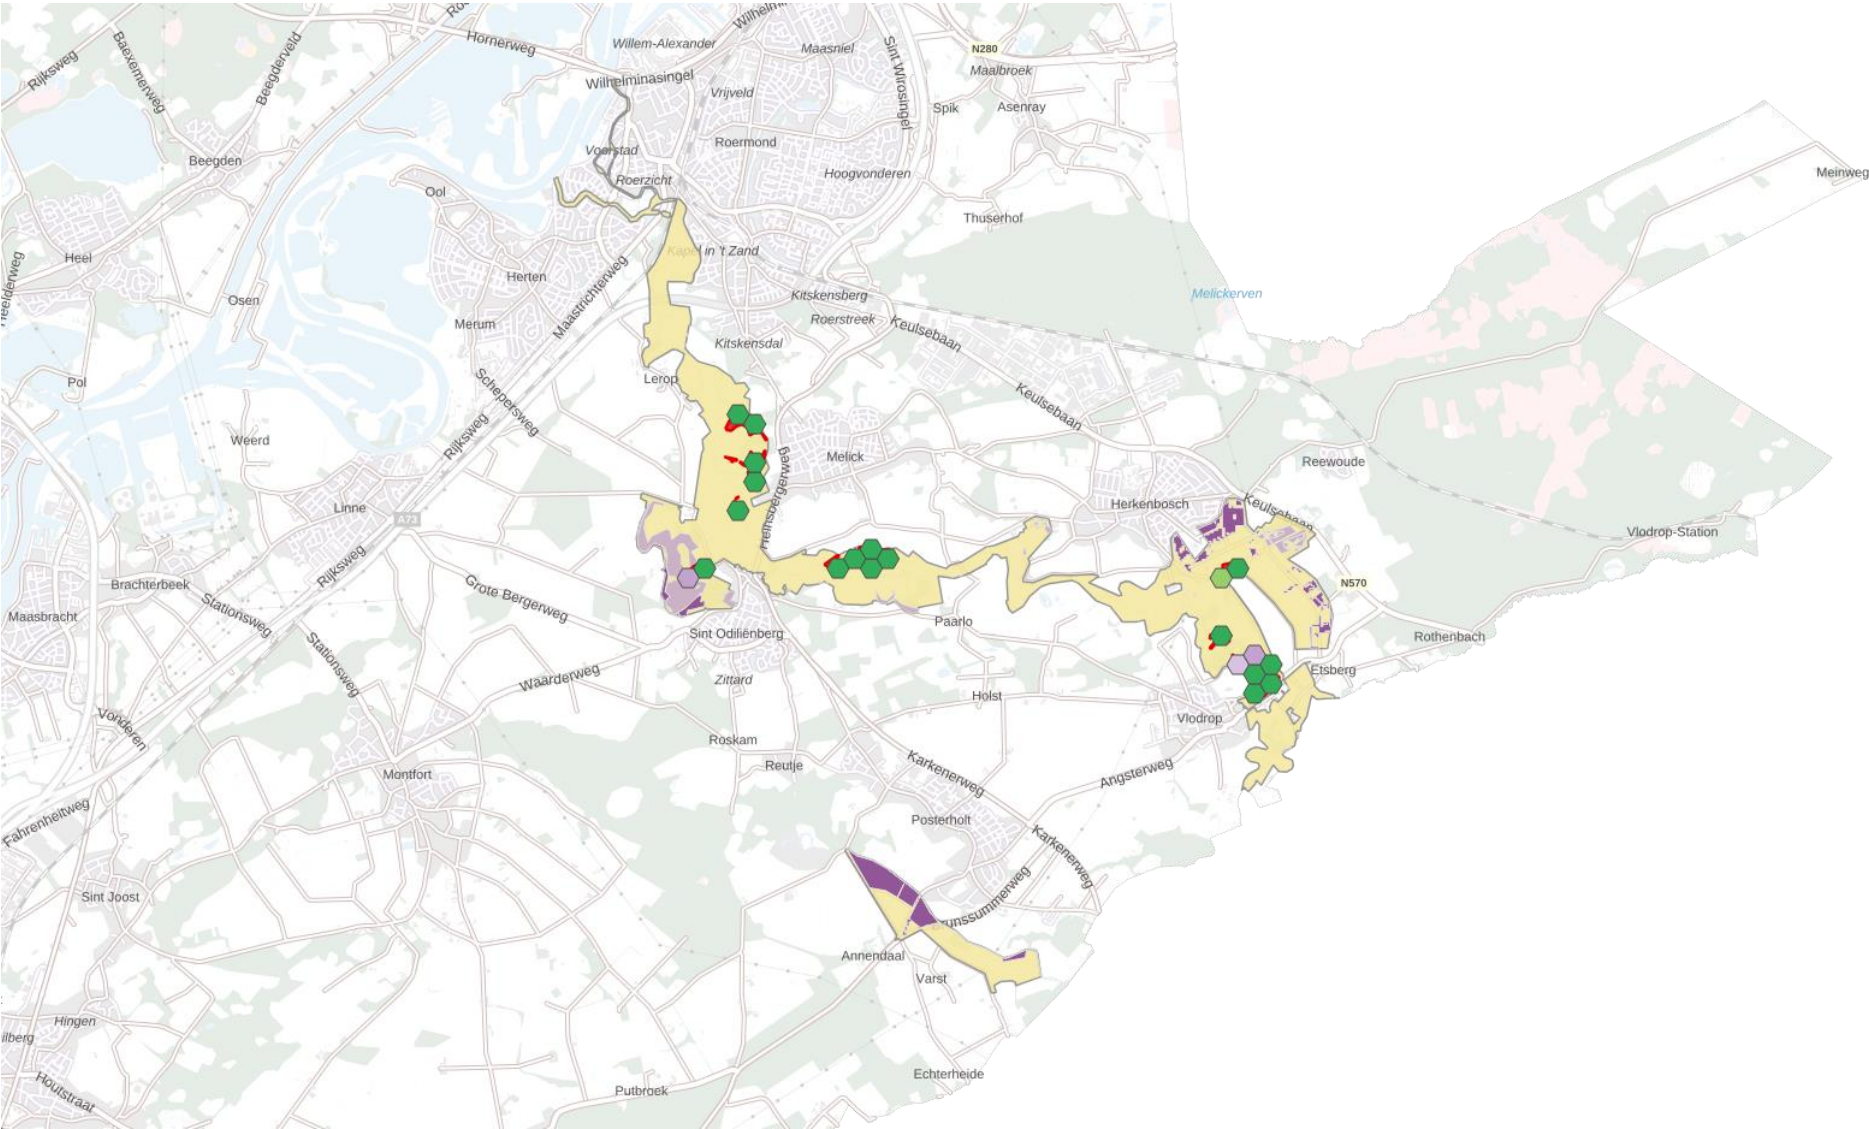 Hornerweg
Willem-Alexander
Maasniel
Sint Wirosingel
N280
Maalbroek
Rijksweg
Baexemerweg
Beegderveld
Wilhelminasingel
Vrijveld
Spik
Asenray
Beegden
Voorstad
Roermond
Roerzicht
Hoogvonderen
Meinweg
Ool
Thuserhof
Heel
Kapel in 't Zand
Heelderweg
Osen
Herten
Maastrichterweg
Kitskensberg
Melickerven
Merum
Roerstreek
Keulsebaan
Kitskensdal
Pol
Lerop
Schepersweg
Keulsebaan
Weerd
Rijksweg
Melick
Reewoude
Heinsbergerweg
Linne
A73
Herkenbosch
Keulsebaan
Vlodrop-Station
Rijksweg
Brachterbeek
Grote Bergerweg
N570
Maasbracht
Stationsweg
Paarlo
Sint Odiliënberg
Rothenbach
Stationsweg
Waarderweg
Zittard
Etsberg
Holst
Vonderen
Vlodrop
Roskam
Reutje
Karkenerweg
Angsterweg
Montfort
Fahrenheitweg
Posterholt
Karkenerweg
Sint Joost
unssummerweg
Annendaal
Varst
Hingen
ilberg
Echterheide
Houtstraat
Putbroek